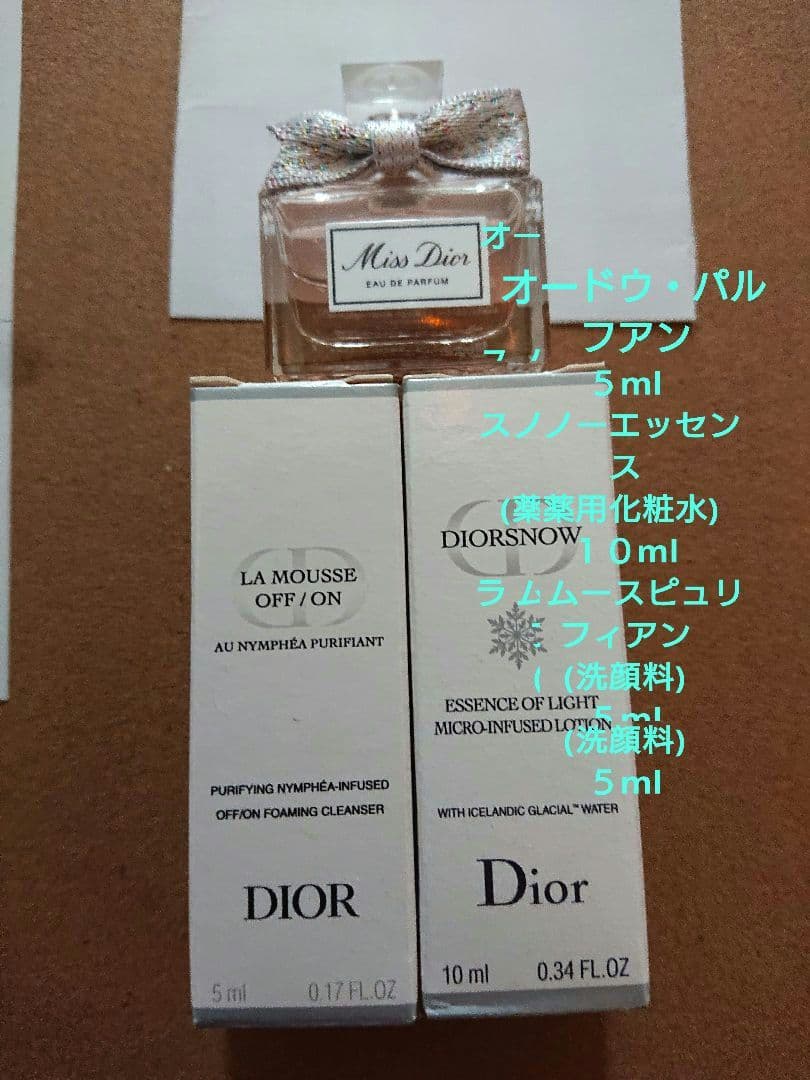 Miss Dior
EAU DE PARFUM
オー
オードウ・パル
フアン
5ml
スノノーエッセン
ス
(薬薬用化粧水)
10ml
ラムムースピュリ
フィアン
(洗顔料)
5ml
(洗顔料)
5ml
LA MOUSSE
OFF / ON
AU NYMPHÉA PURIFIANT
PURIFYING NYMPHÉA-INFUSED
OFF/ON FOAMING CLEANSER
DIOR
5 ml 0.17 FL.OZ
DIORSNOW
ESSENCE OF LIGHT
MICRO-INFUSED LOTION
WITH ICELANDIC GLACIAL™ WATER
Dior
10 ml 0.34 FL.OZ